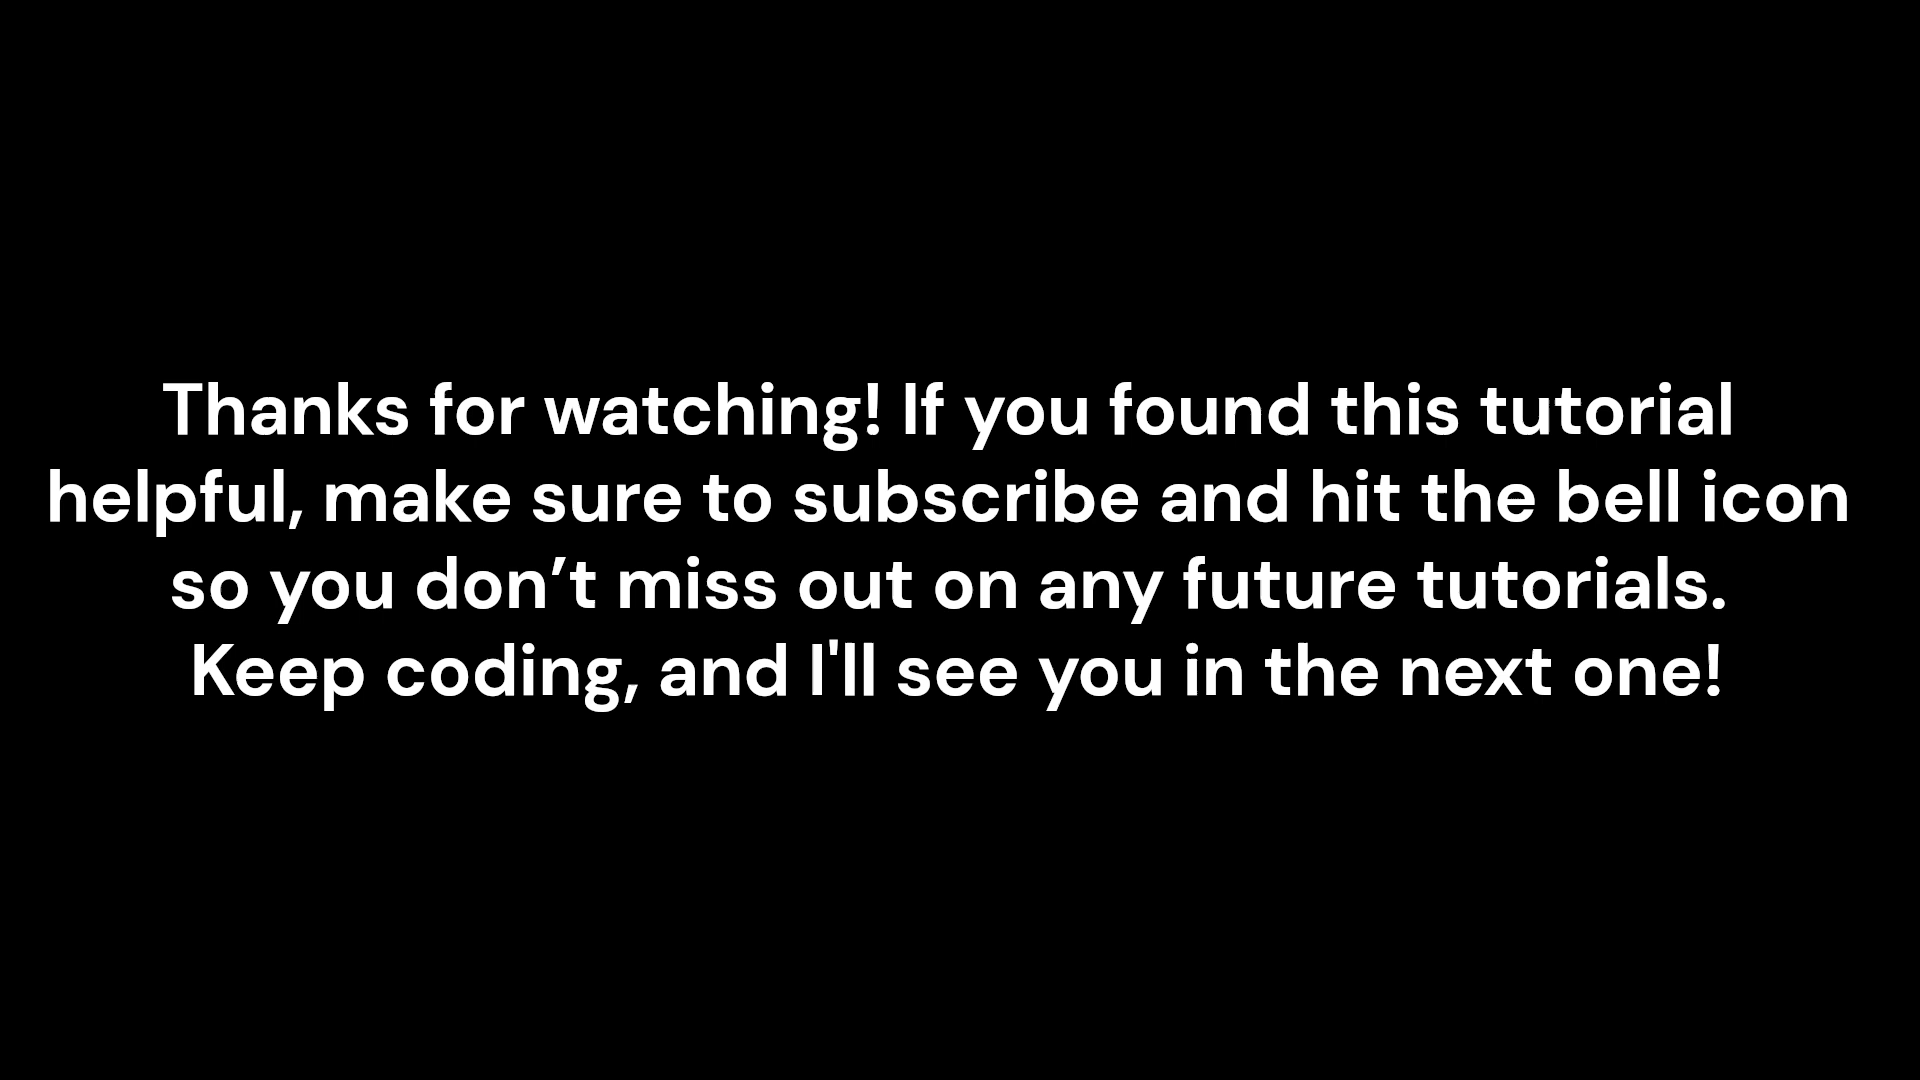 Thanks for watching! If you found this tutorial
helpful, make sure to subscribe and hit the bell icon
so you don’t miss out on any future tutorials.
Keep coding, and I'll see you in the next one!